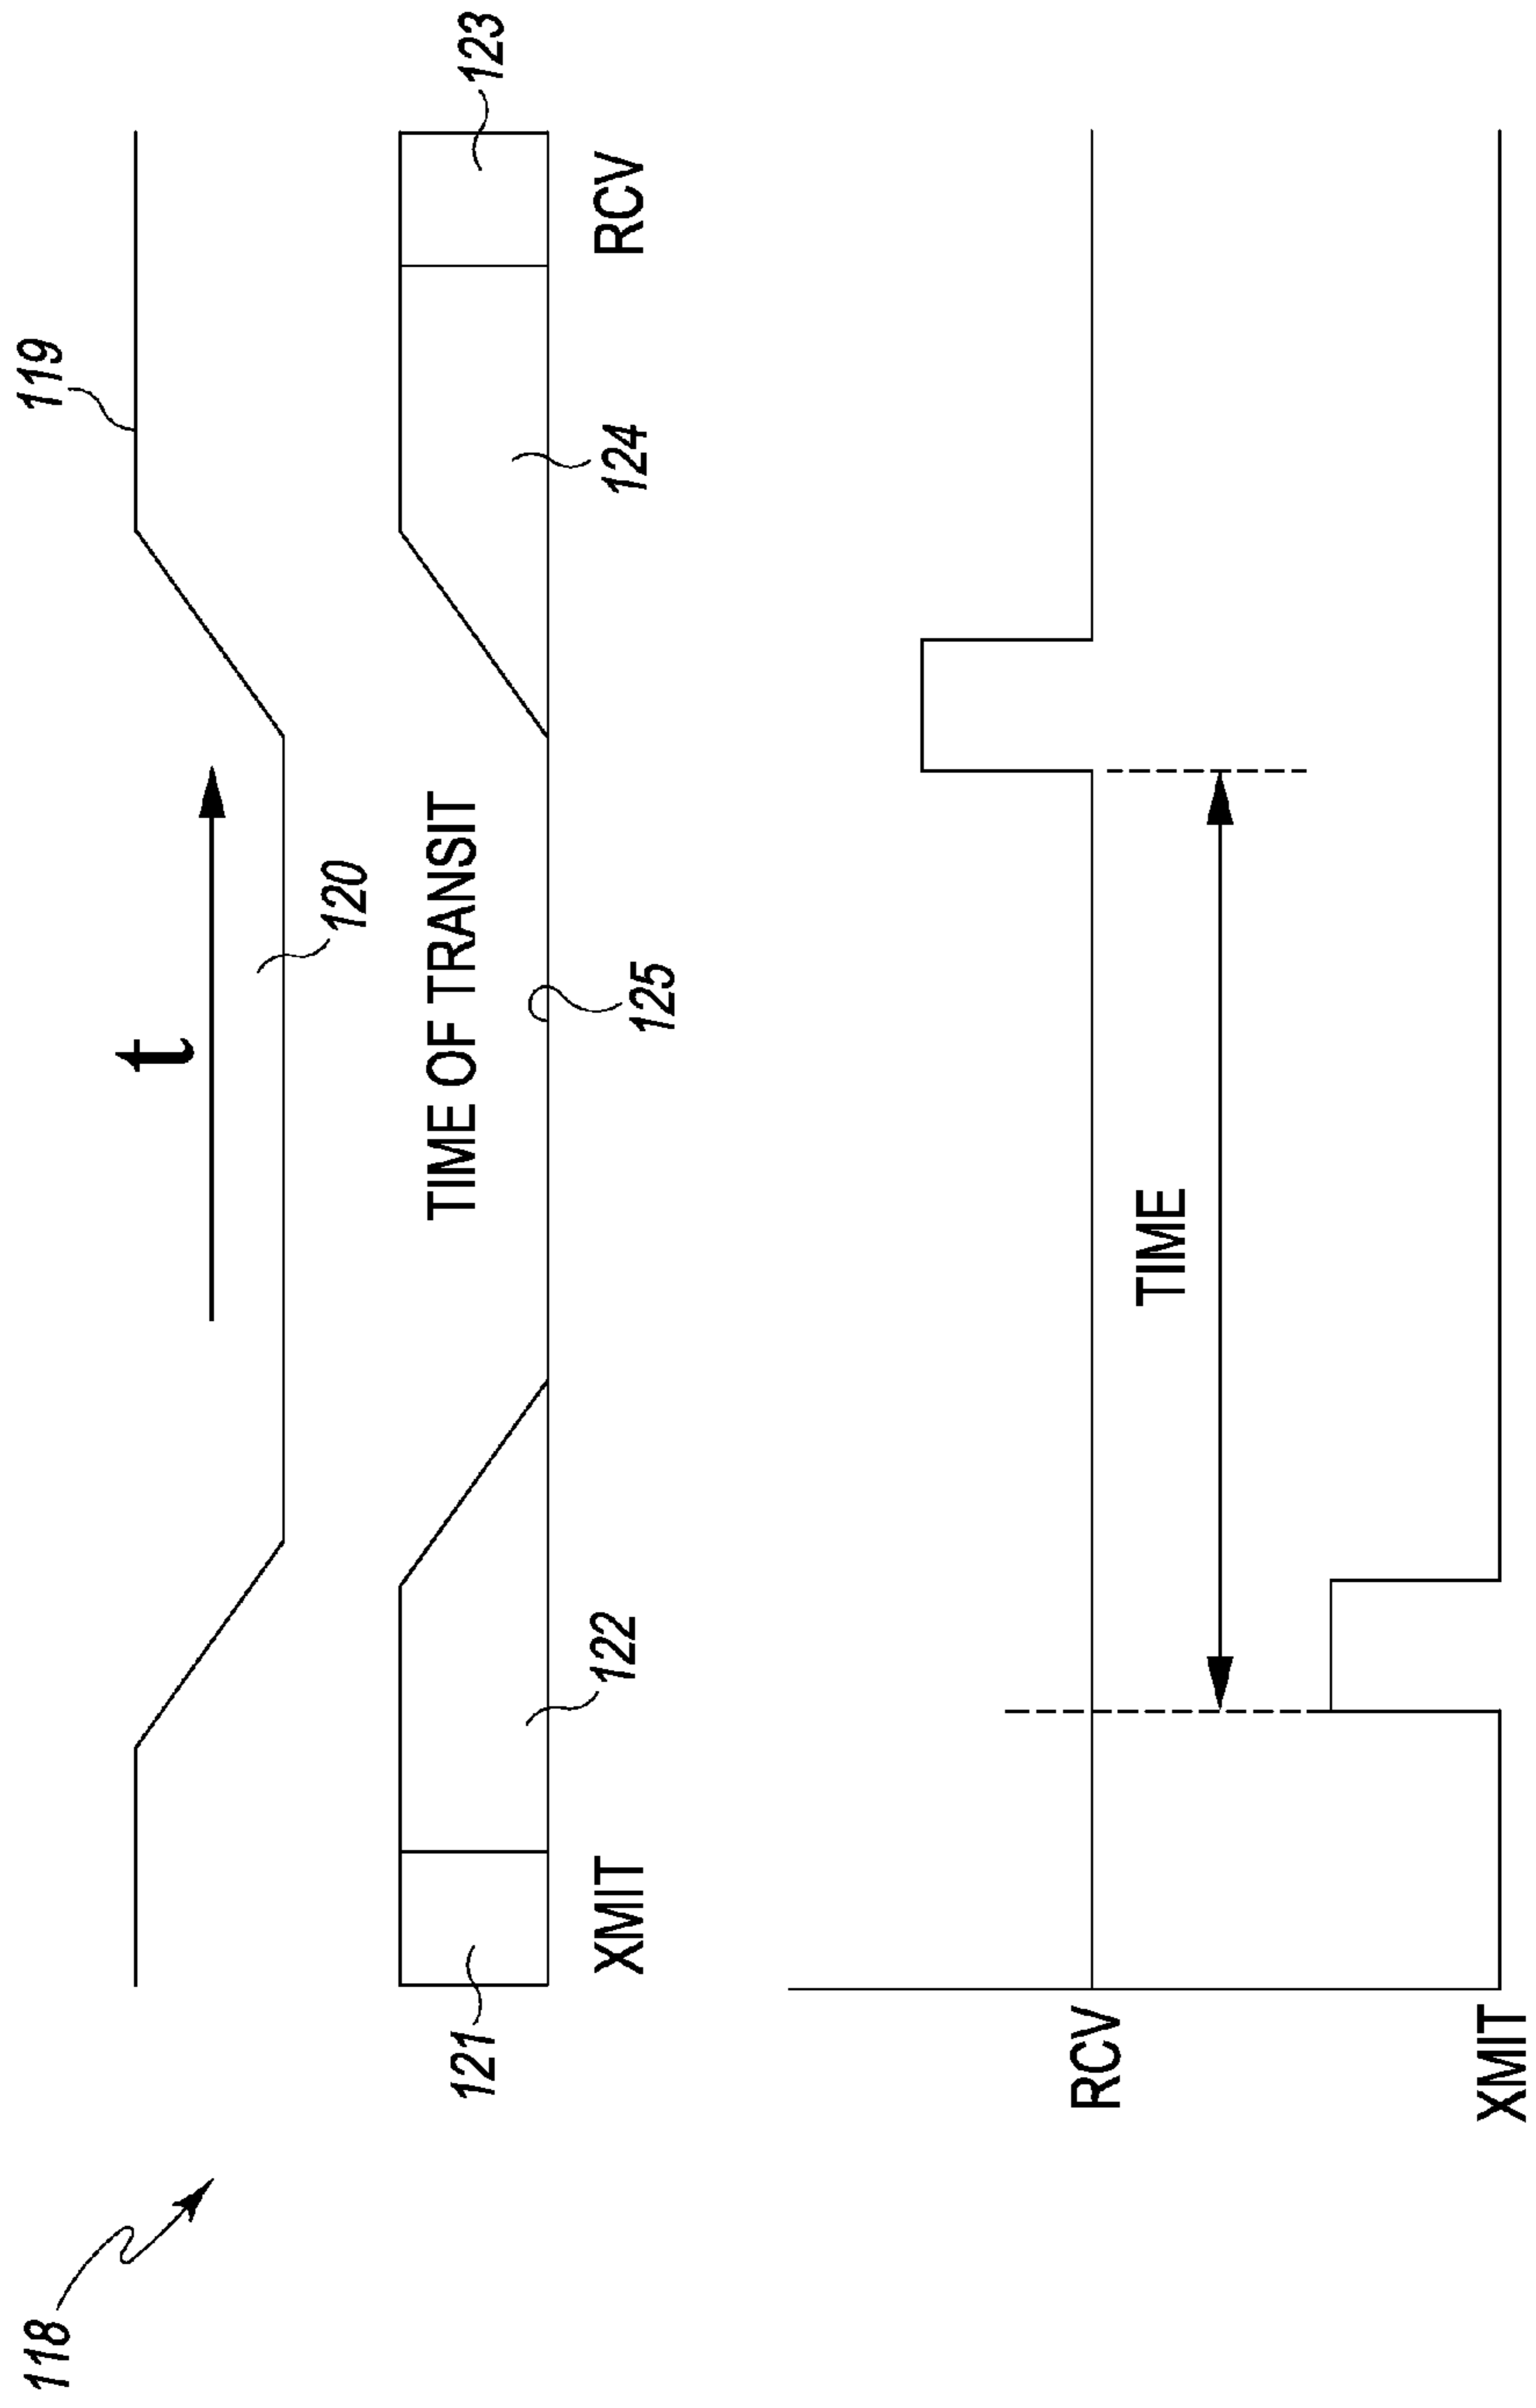 118
119
t
120
123
TIME OF TRANSIT
121
XMIT
122
125
124
RCV
RCV
TIME
XMIT